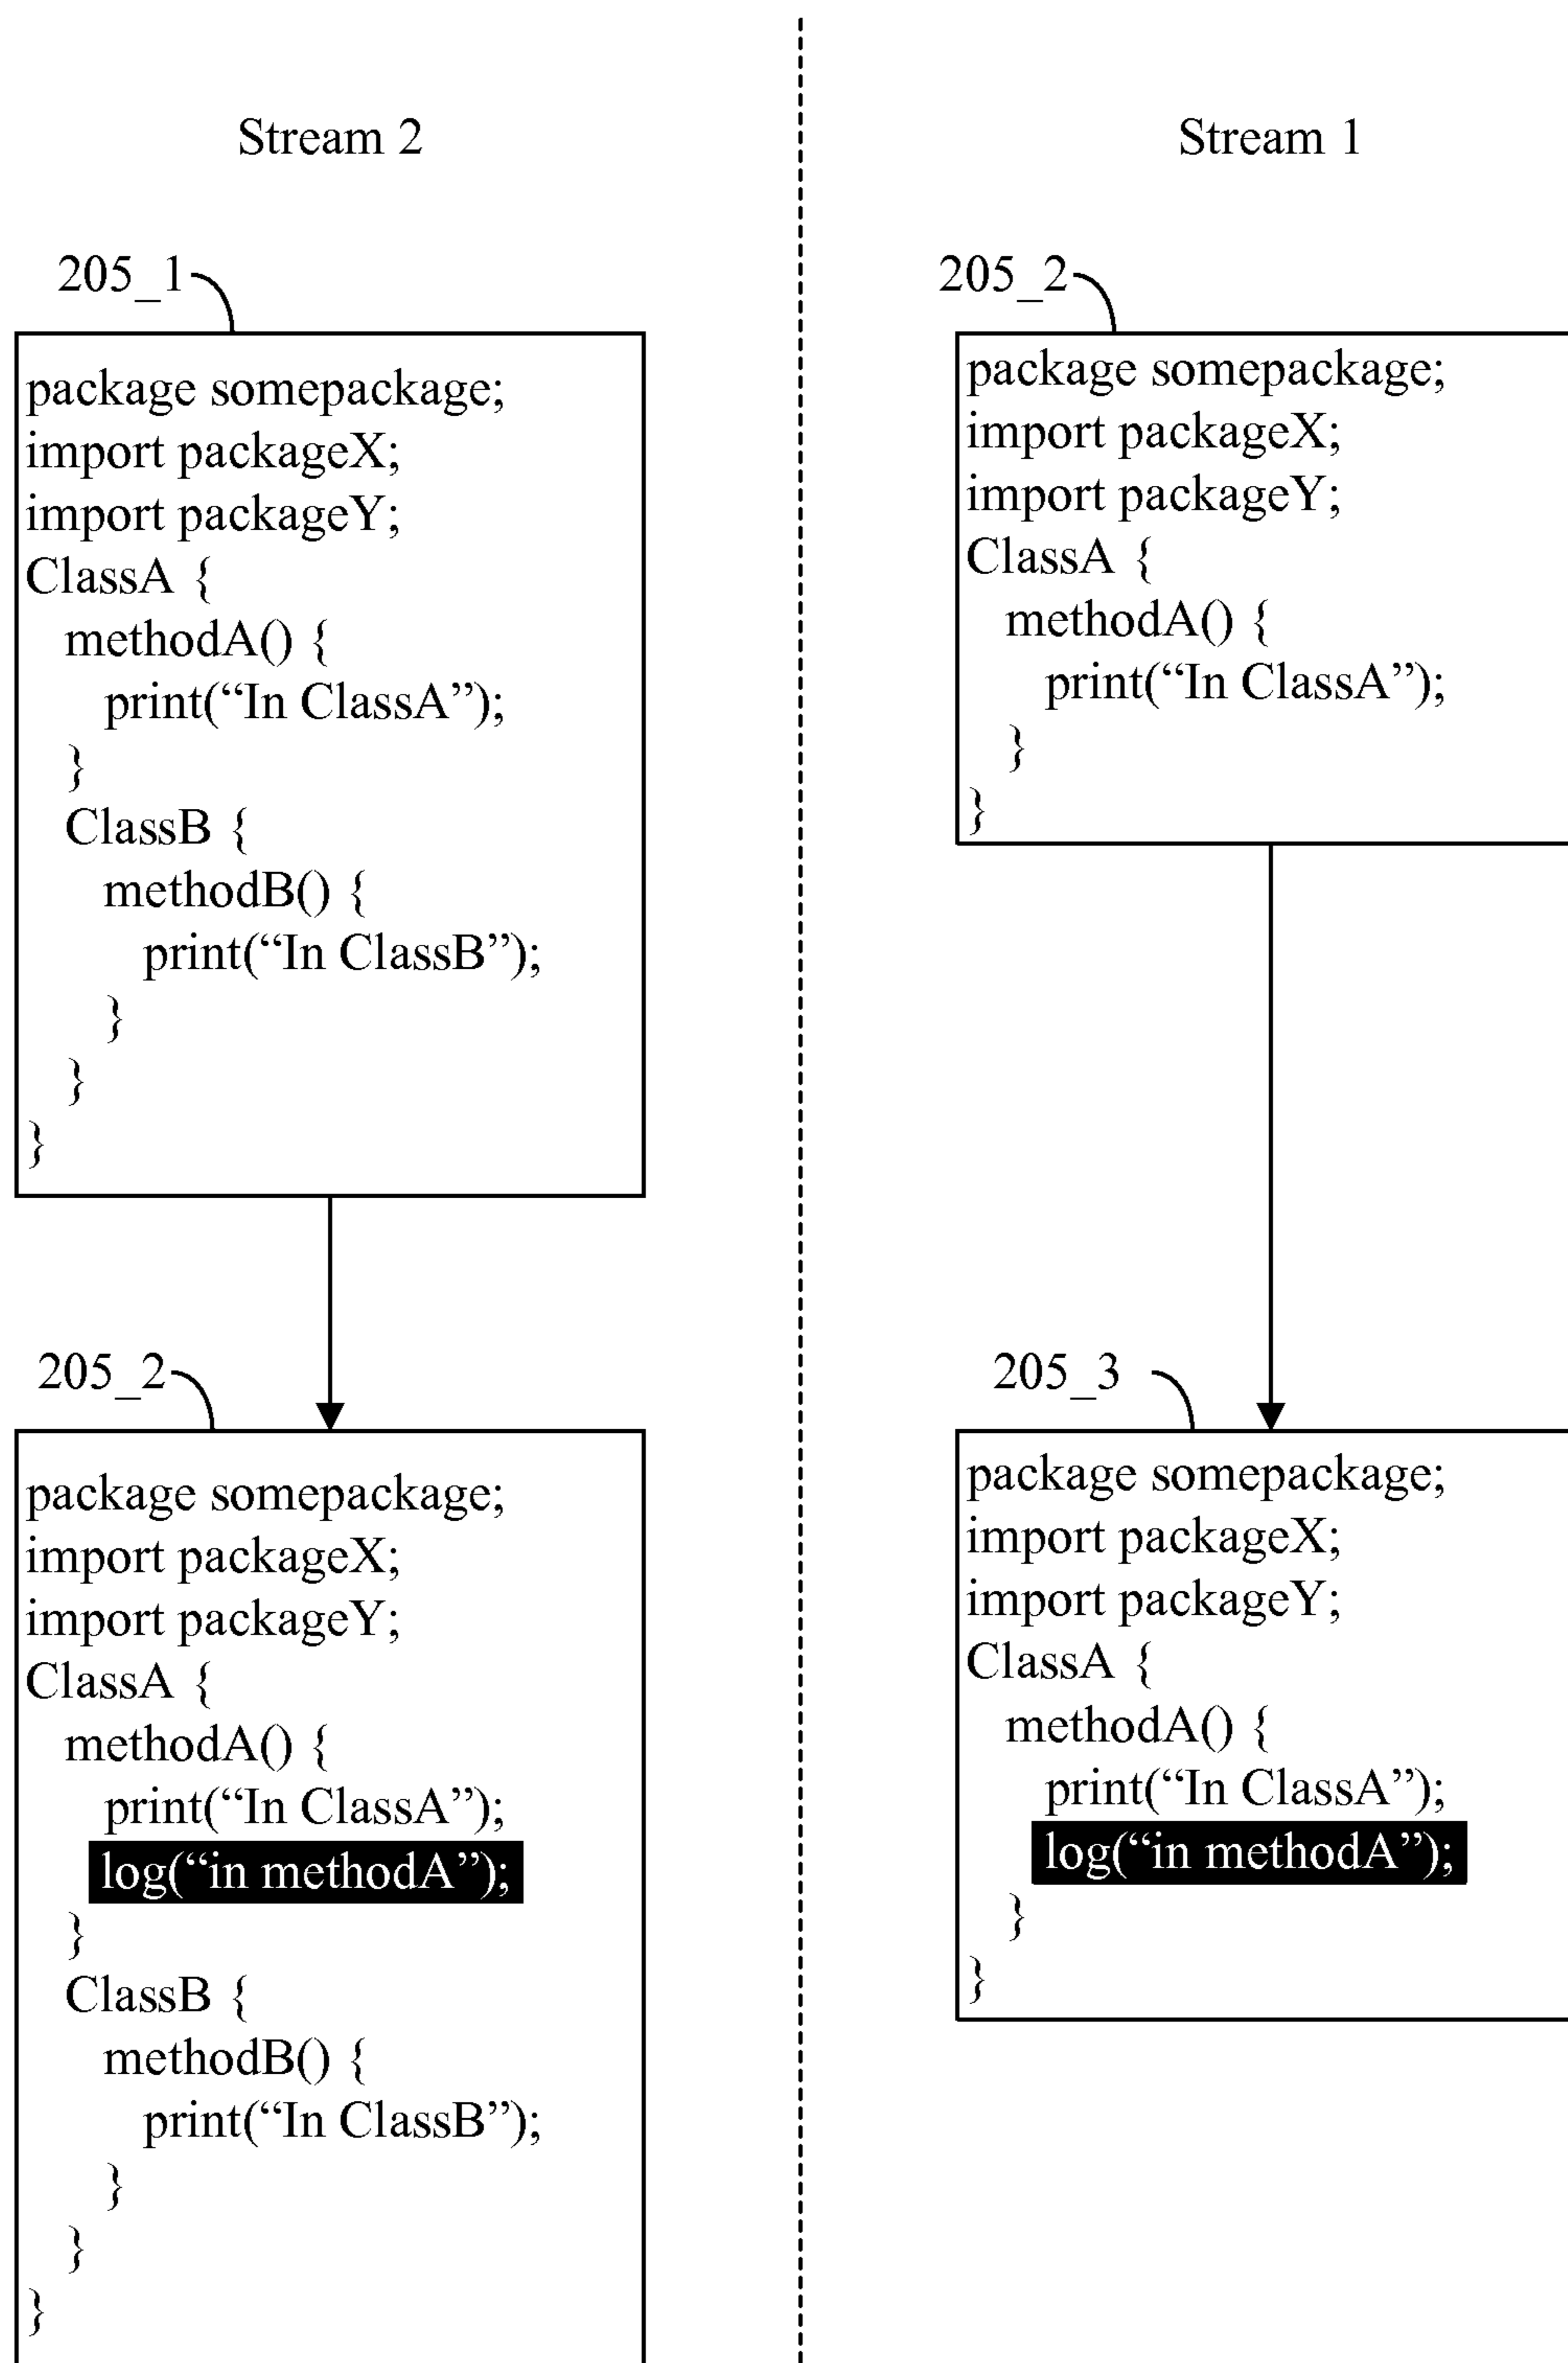 Stream 2
205_1
package somepackage;
import packageX;
import packageY;
ClassA {
methodA() {
print(“In ClassA”);
}
ClassB {
methodB() {
print(“In ClassB”);
}
}
}
205_2
package somepackage;
import packageX;
import packageY;
ClassA {
methodA() {
print(“In ClassA”);
log(“in methodA”);
}
ClassB {
methodB() {
print(“In ClassB”);
}
}
}
Stream 1
205_2
package somepackage;
import packageX;
import packageY;
ClassA {
methodA() {
print(“In ClassA”);
}
}
205_3
package somepackage;
import packageX;
import packageY;
ClassA {
methodA() {
print(“In ClassA”);
log(“in methodA”);
}
}